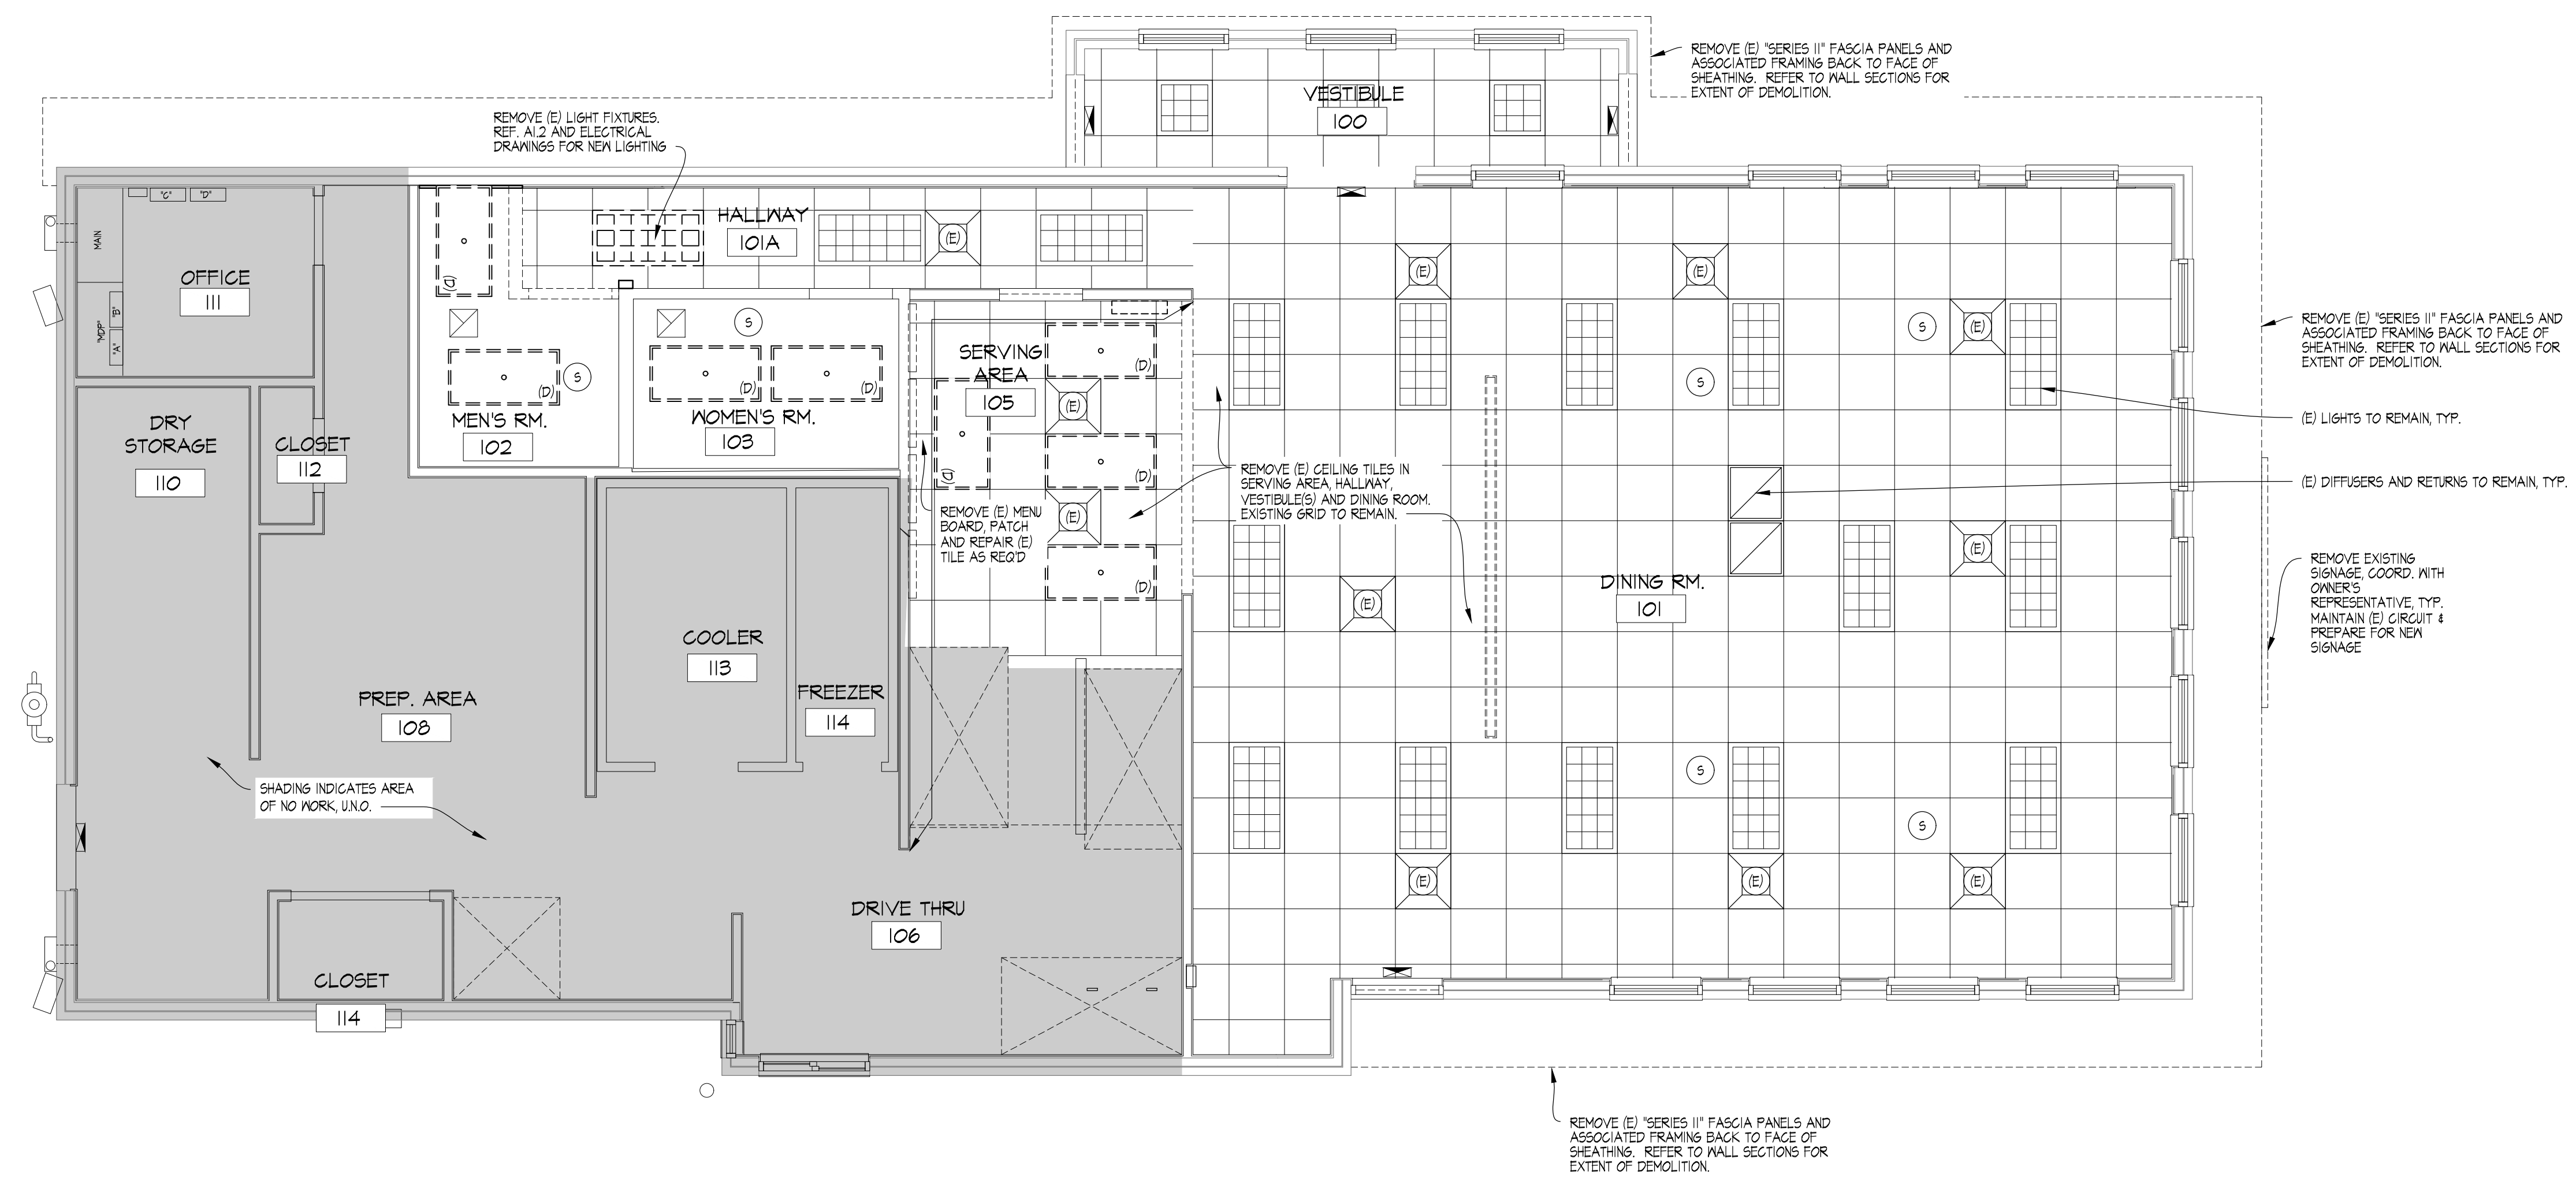 REMOVE (E) "SERIES II" FASCIA PANELS AND
ASSOCIATED FRAMING BACK TO FACE OF
SHEATHING. REFER TO WALL SECTIONS FOR
EXTENT OF DEMOLITION.
VESTIBULE
100
REMOVE (E) LIGHT FIXTURES.
REF. A1.2 AND ELECTRICAL
DRAWINGS FOR NEW LIGHTING
"C"
"D"
MAIN
OFFICE
111
"MDP"
"B"
"A"
(D)
HALLWAY
101A
(E)
(E)
(E)
S
(D)
S
MEN'S RM.
102
(D)
(D)
WOMEN'S RM.
103
SERVING
AREA
105
(D)
(E)
(D)
(D)
(E)
(D)
S
(E)
S
REMOVE (E) "SERIES II" FASCIA PANELS AND
ASSOCIATED FRAMING BACK TO FACE OF
SHEATHING. REFER TO WALL SECTIONS FOR
EXTENT OF DEMOLITION.
(E) LIGHTS TO REMAIN, TYP.
DRY
STORAGE
110
CLOSET
112
REMOVE (E) MENU
BOARD, PATCH
AND REPAIR (E)
TILE AS REQ'D
REMOVE (E) CEILING TILES IN
SERVING AREA, HALLWAY,
VESTIBULE(S) AND DINING ROOM.
EXISTING GRID TO REMAIN.
(E) DIFFUSERS AND RETURNS TO REMAIN, TYP.
(E)
(E)
DINING RM.
101
REMOVE EXISTING
SIGNAGE, COORD. WITH
OWNER'S
REPRESENTATIVE, TYP.
MAINTAIN (E) CIRCUIT &
PREPARE FOR NEW
SIGNAGE
COOLER
113
FREEZER
114
PREP. AREA
108
SHADING INDICATES AREA
OF NO WORK, U.N.O.
S
S
(E)
(E)
(E)
DRIVE THRU
106
CLOSET
114
REMOVE (E) "SERIES II" FASCIA PANELS AND
ASSOCIATED FRAMING BACK TO FACE OF
SHEATHING. REFER TO WALL SECTIONS FOR
EXTENT OF DEMOLITION.